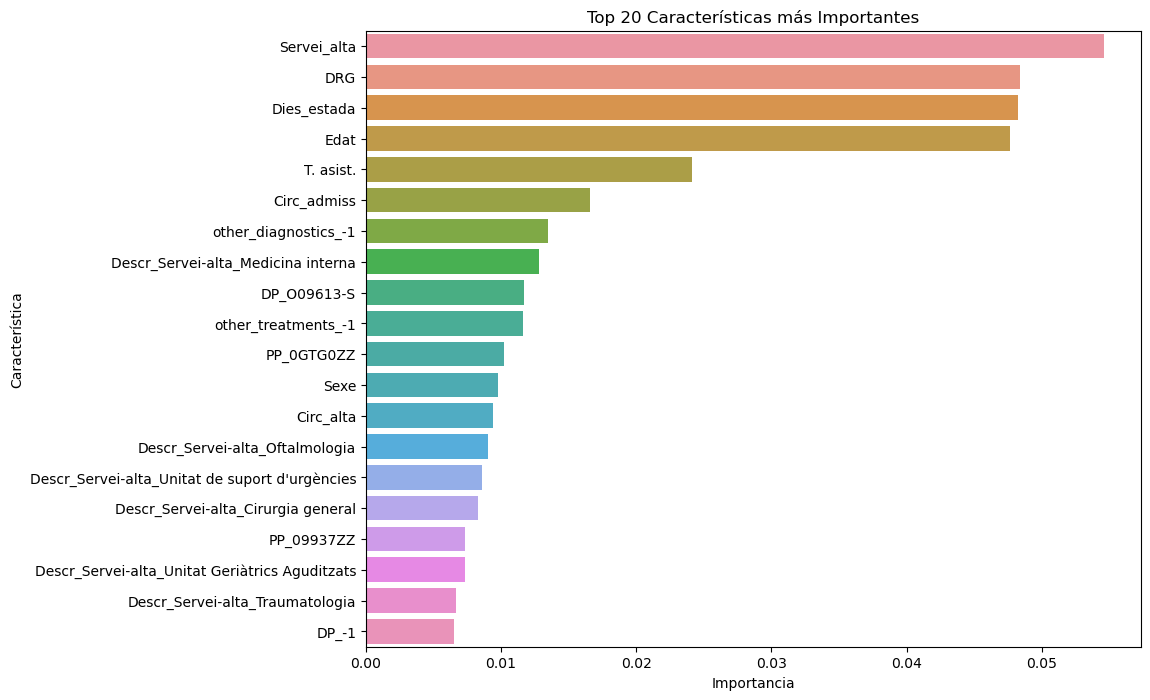 Top 20 Características más Importantes
Característica
Servei_alta
DRG
Dies_estada
Edat
T. asist.
Circ_admiss
other_diagnostics_-1
Descr_Servei-alta_Medicina interna
DP_O09613-S
other_treatments_-1
PP_0GTG0ZZ
Sexe
Circ_alta
Descr_Servei-alta_Oftalmologia
Descr_Servei-alta_Unitat de suport d'urgències
Descr_Servei-alta_Cirurgia general
PP_09937ZZ
Descr_Servei-alta_Unitat Geriàtrics Aguditzats
Descr_Servei-alta_Traumatologia
DP_-1
0.00 0.01 0.02 0.03 0.04 0.05
Importancia